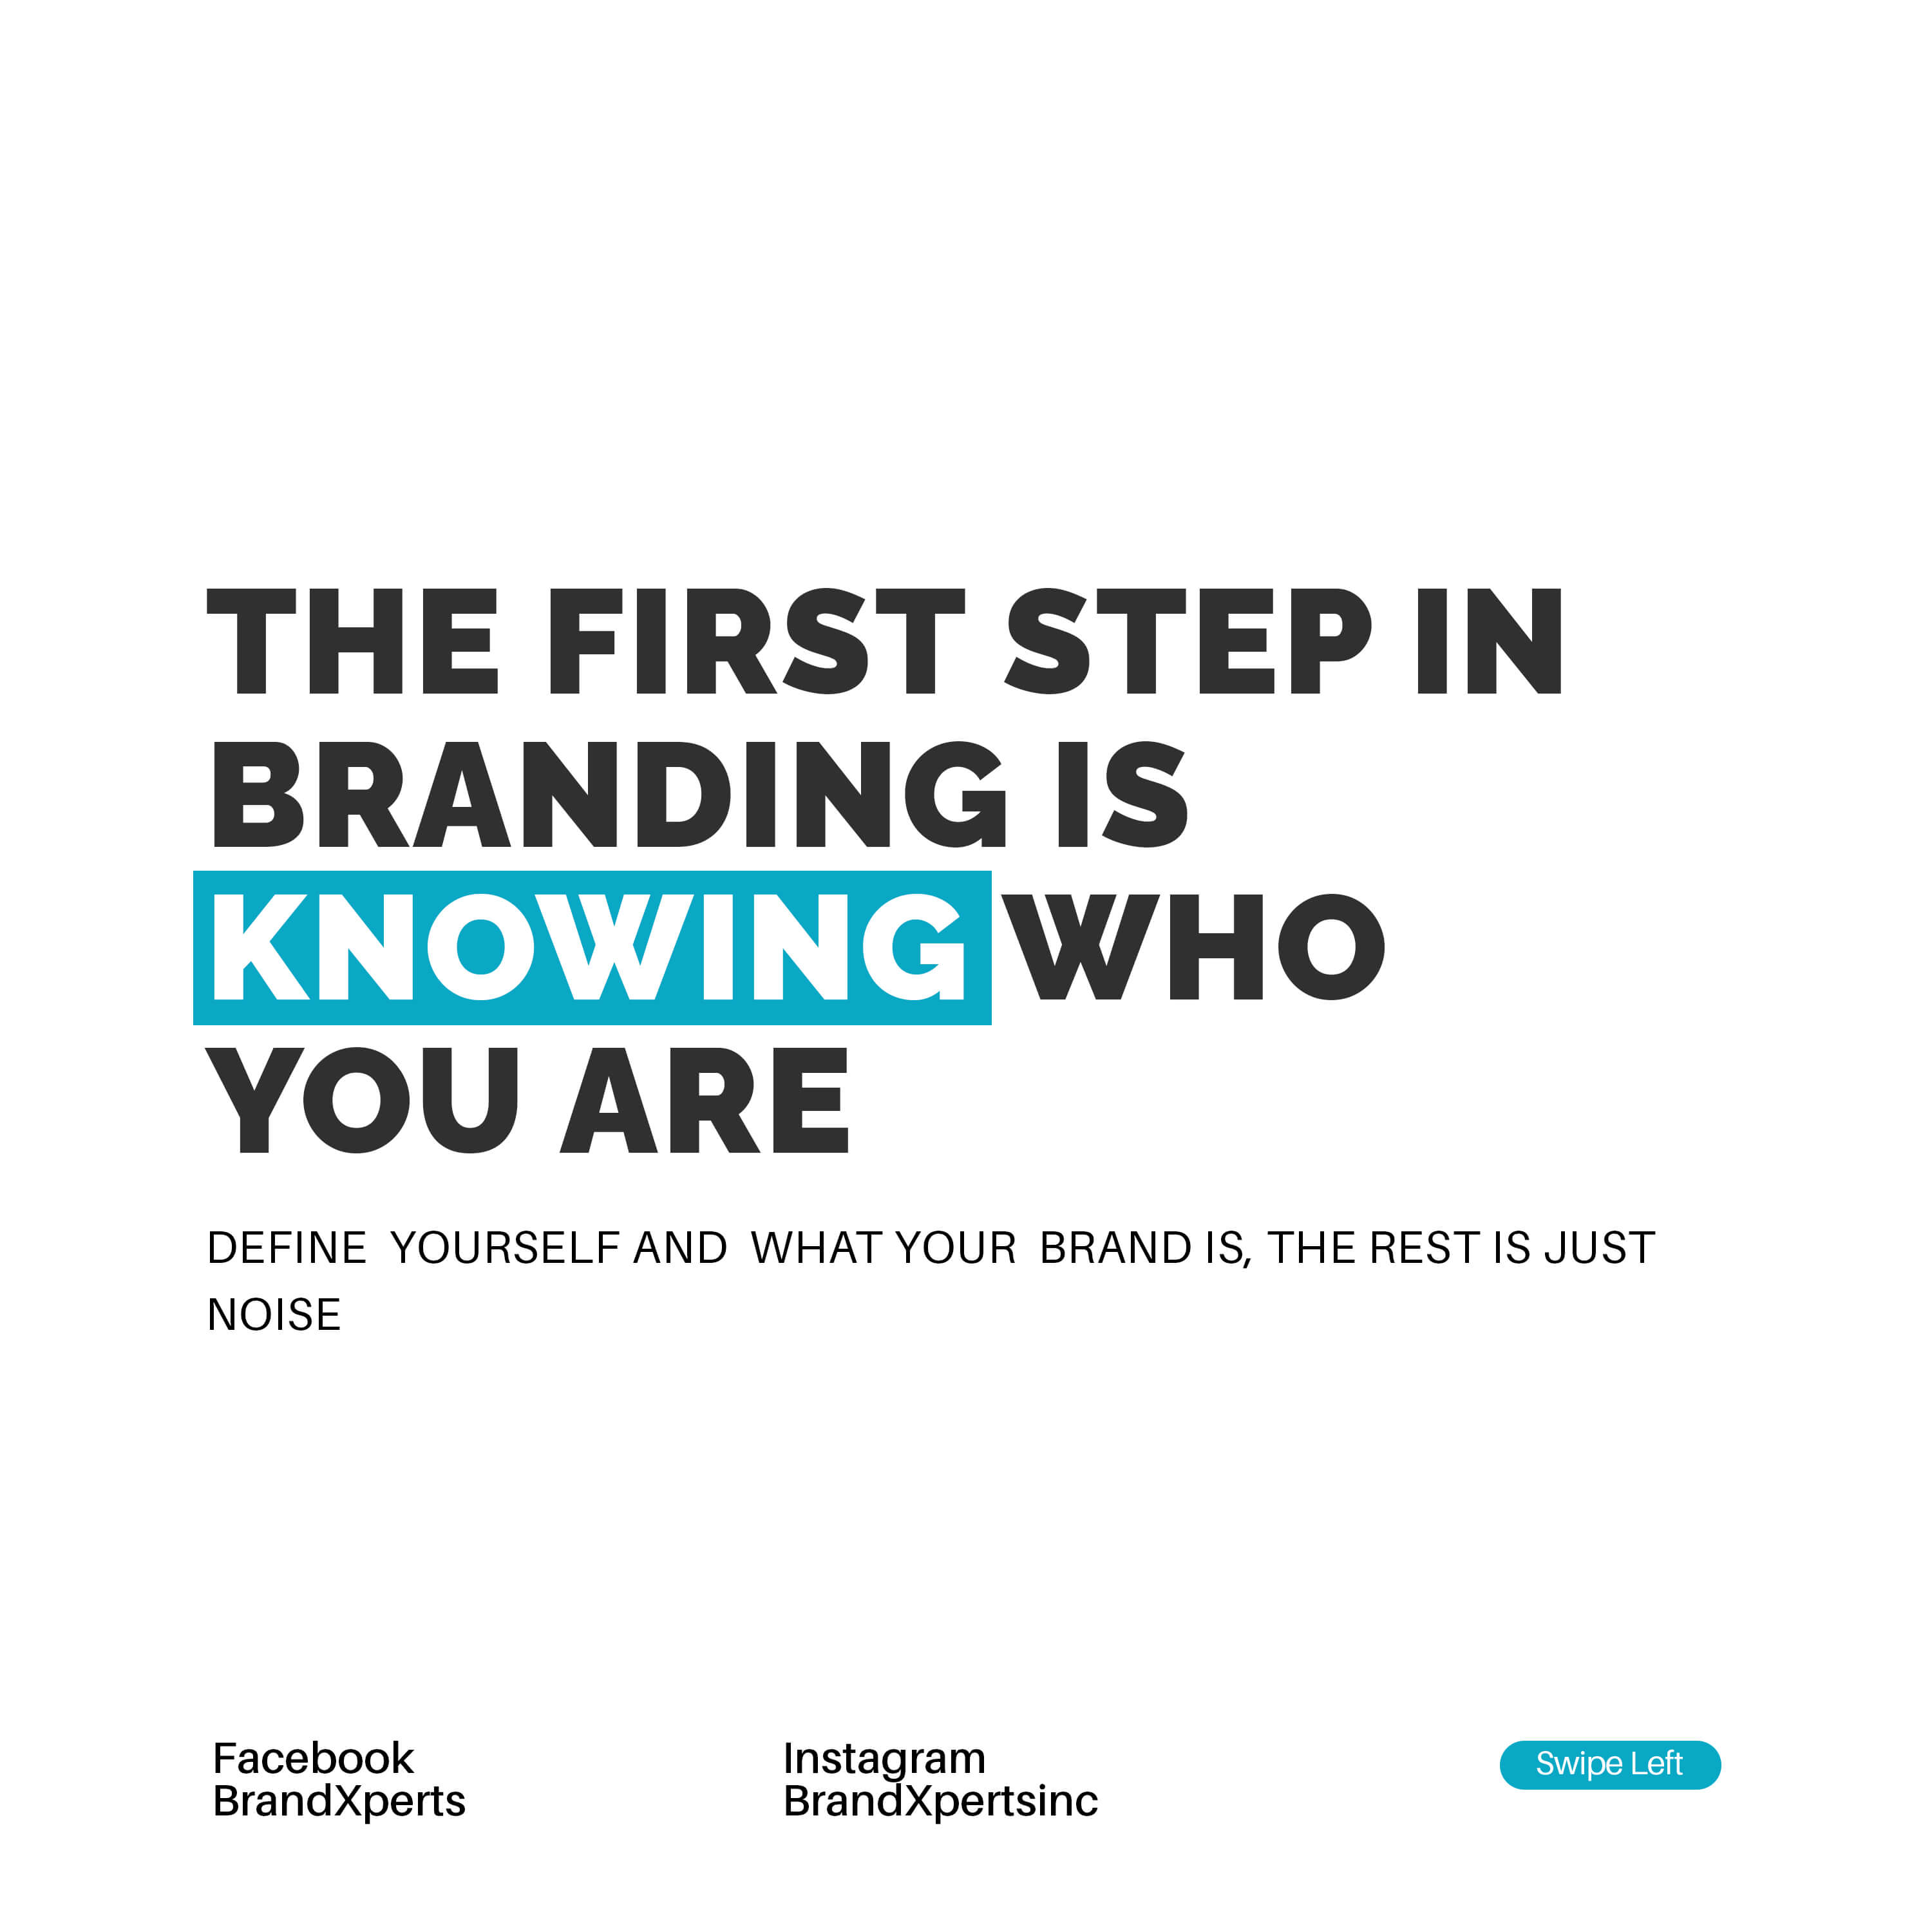 THE FIRST STEP IN
BRANDING IS
KNOWING WHO
YOU ARE
DEFINE YOURSELF AND WHAT YOUR BRAND IS, THE REST IS JUST
NOISE
Facebook
BrandXperts
Instagram
BrandXpertsinc
Swipe Left